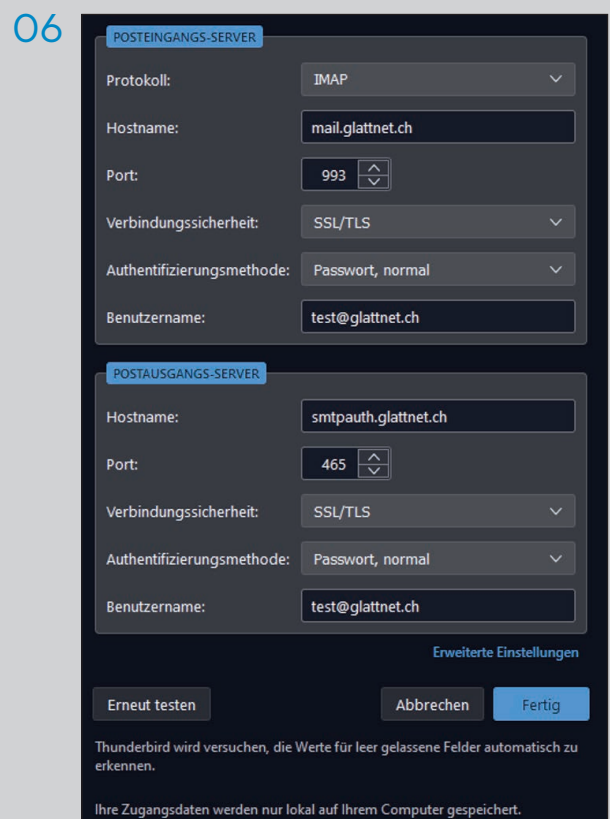 06
POSTEINGANGS-SERVER
Protokoll: IMAP
Hostname: mail.glattnet.ch
Port: 993
Verbindungssicherheit: SSL/TLS
Authentifizierungsmethode: Passwort, normal
Benutzername: test@glattnet.ch
POSTAUSGANGS-SERVER
Hostname: smtpauth.glattnet.ch
Port: 465
Verbindungssicherheit: SSL/TLS
Authentifizierungsmethode: Passwort, normal
Benutzername: test@glattnet.ch
Erweiterte Einstellungen
Erneut testen Abbrechen Fertig
Thunderbird wird versuchen, die Werte für leer gelassene Felder automatisch zu
erkennen.
Ihre Zugangsdaten werden nur lokal auf Ihrem Computer gespeichert.